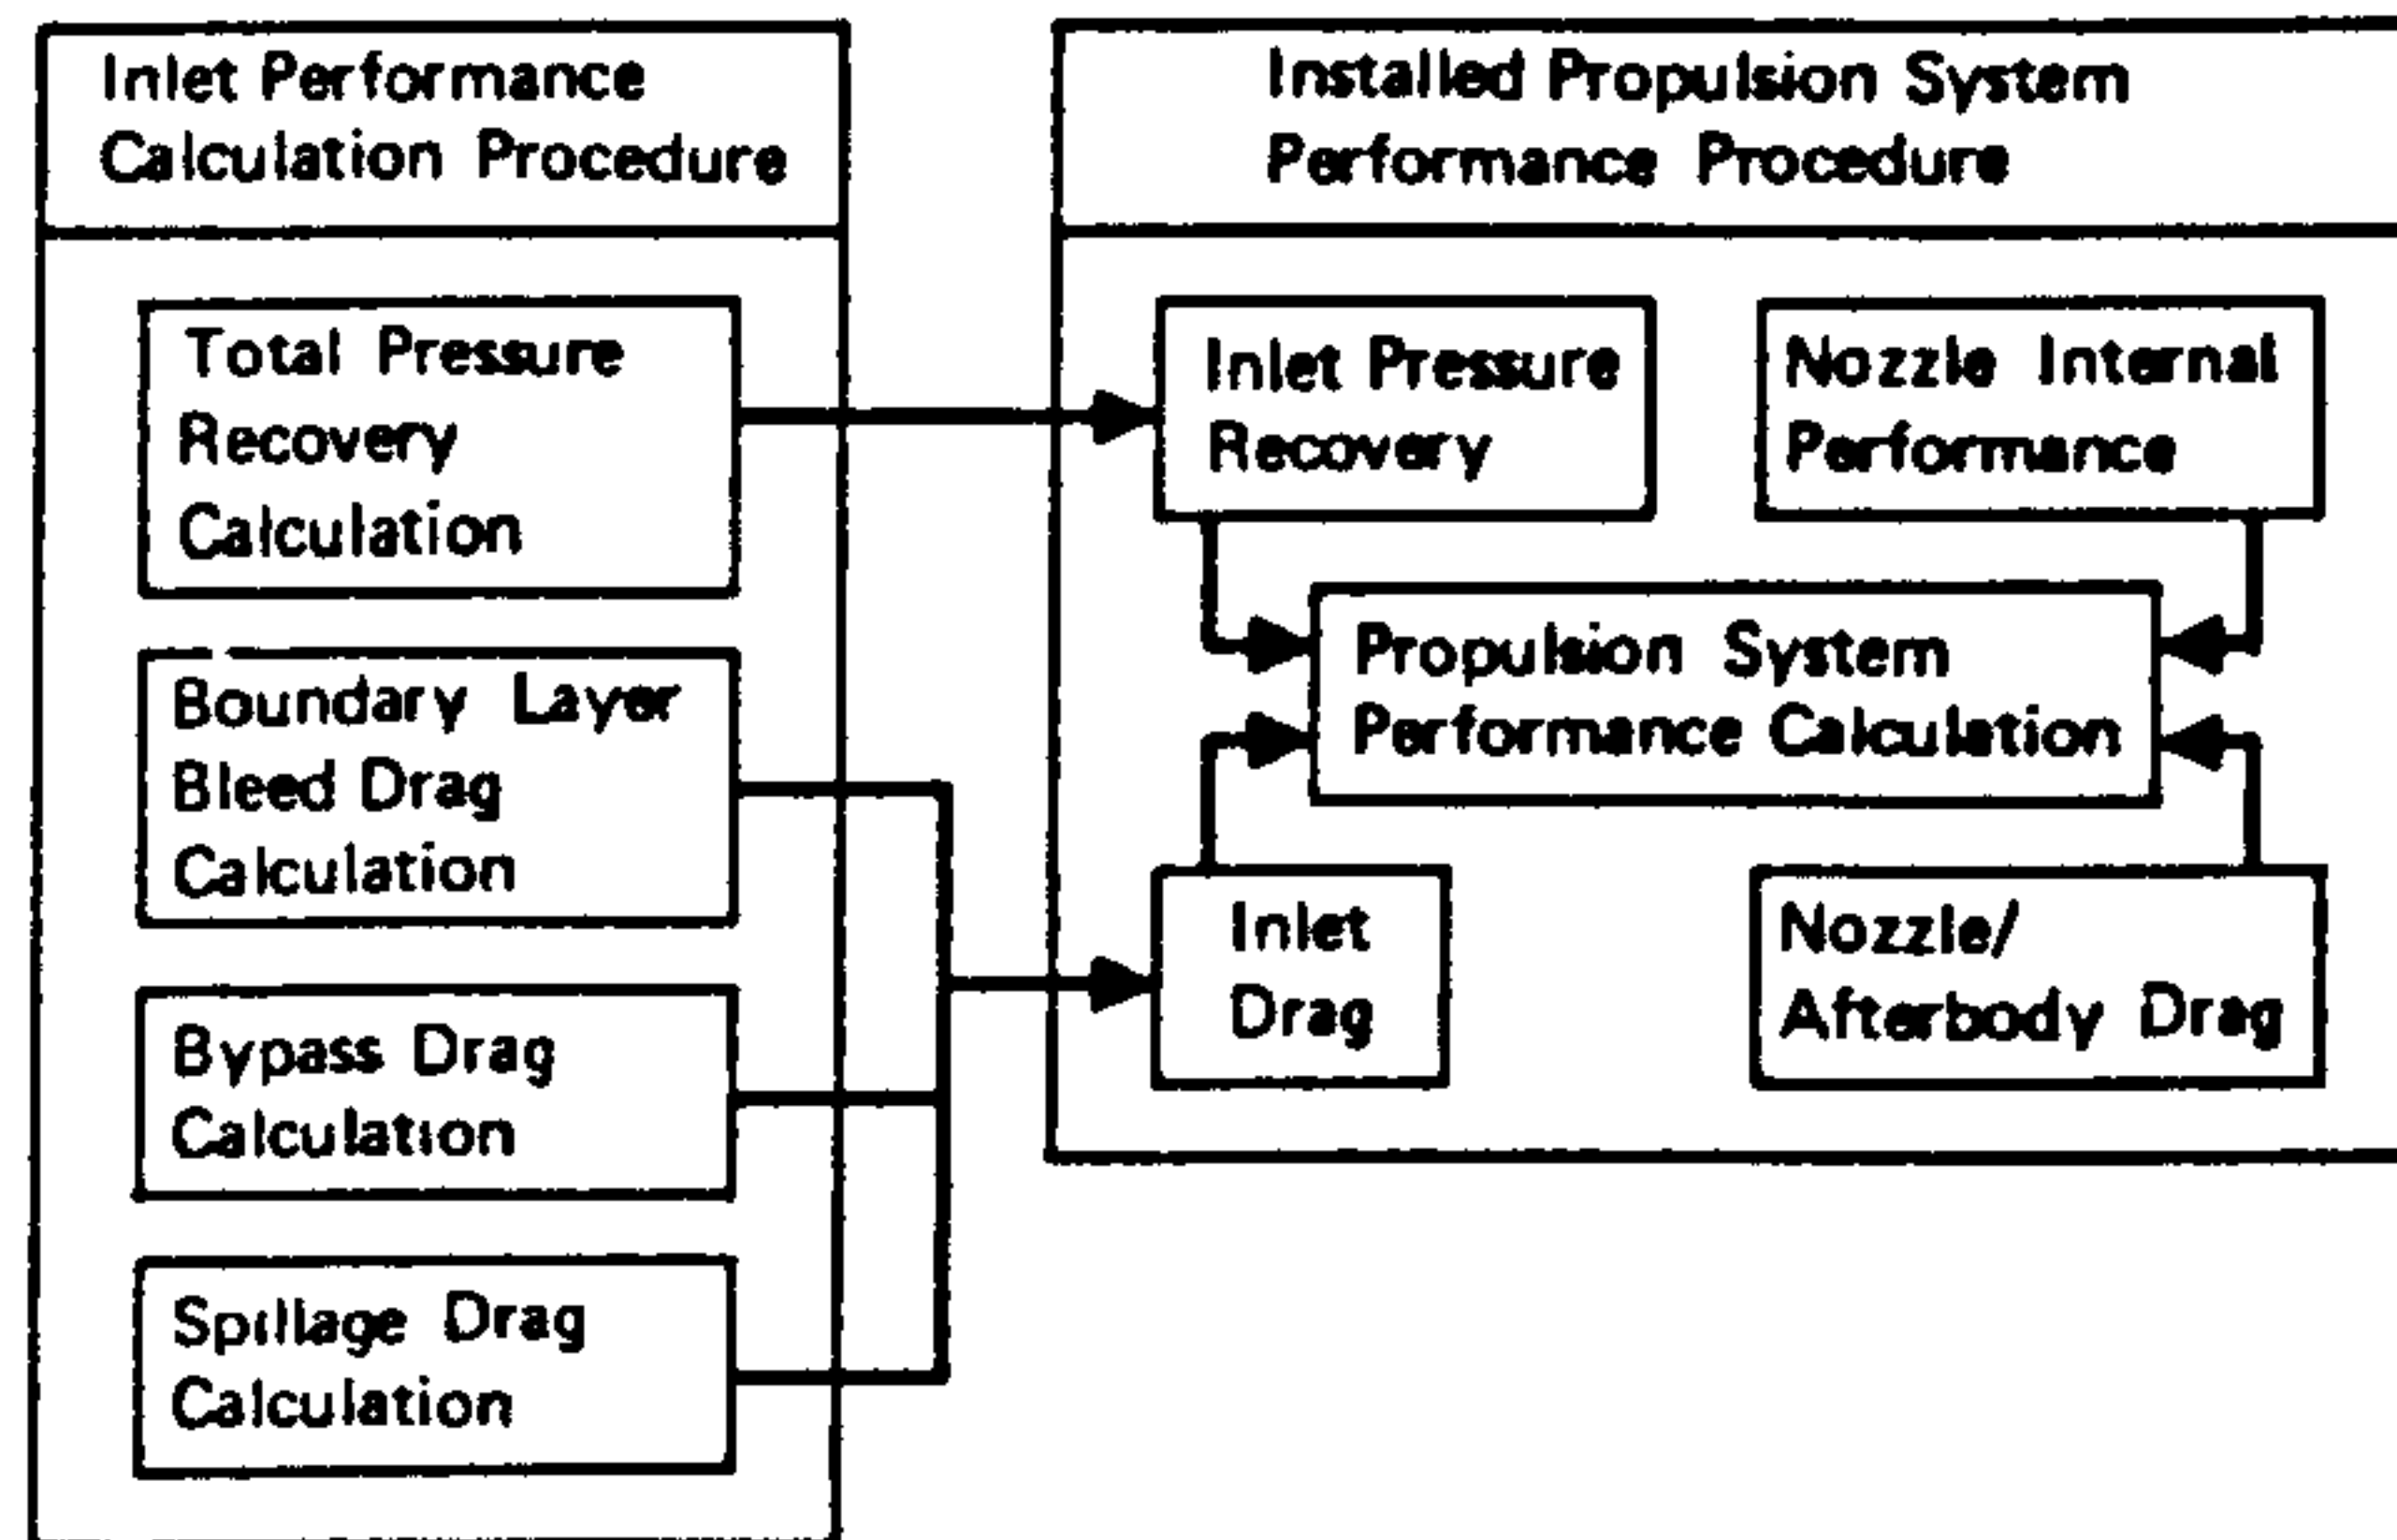 Inlet Performance
Calculation Procedure
Total Pressure
Recovery
Calculation
Boundary Layer
Bleed Drag
Calculation
Bypass Drag
Calculation
Spillage Drag
Calculation
Installed Propulsion System
Performance Procedure
Inlet Pressure
Recovery
Nozzle Internal
Performance
Propulsion System
Performance Calculation
Inlet
Drag
Nozzle/
Afterbody Drag